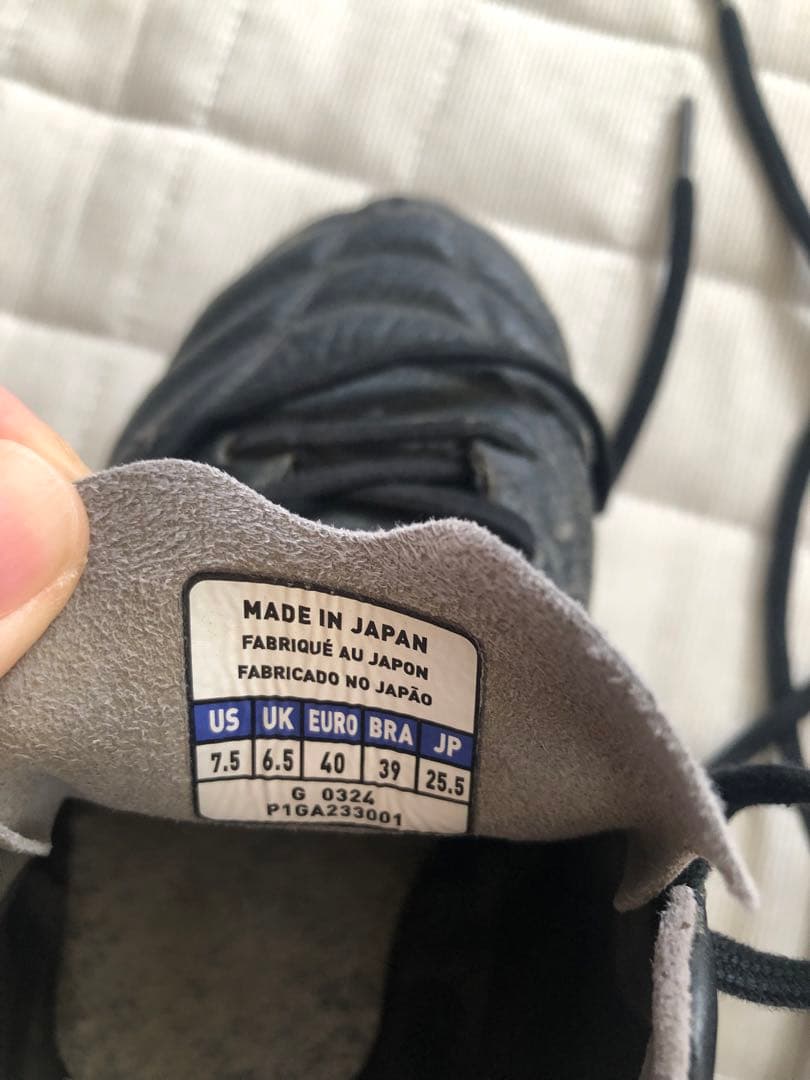 MADE IN JAPAN
FABRIQUÉ AU JAPON
FABRICADO NO JAPÃO
US UK EURO BRA JP
7.5 6.5 40 39 25.5
G 0324
P1GA233001